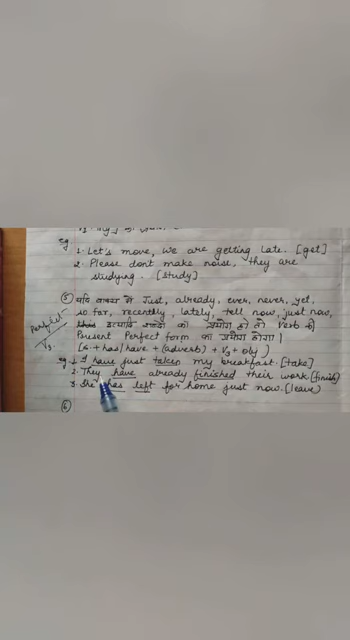 eg 1. Let's move, we are getting late. [get]
2. Please dont make noise, they are
studying. [study]
⑤ यदि वाक्य में Just, already, ever, never, yet,
so far, recently, lately, tell now, just now,
इत्यादि शब्दों का प्रयोग हो तो Verb की
Present Perfect form का प्रयोग होगा |
[s. + has/have + (adverb) + V₃ + obj)
Perfect
V₃
eg. 1. I have just taken my breakfast. [take]
2. They have already finished their work. [finish]
3. She has left for home just now. [leave]
⑥